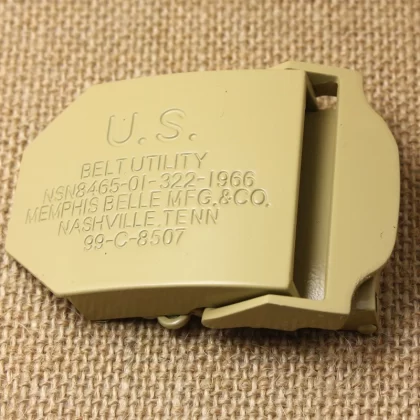 U.S.
BELT UTILITY
NSN8465-01-322-1966
MEMPHIS BELLE MFG,&CO,
NASHVILLE,TENN
99-C-8507